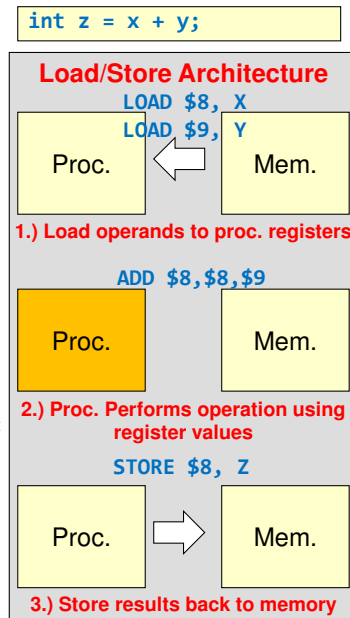 int z = x + y;
Load/Store Architecture
LOAD $8, X
LOAD $9, Y
Proc.
Mem.
1.) Load operands to proc. registers
ADD $8,$8,$9
Proc.
Mem.
2.) Proc. Performs operation using
register values
STORE $8, Z
Proc.
Mem.
3.) Store results back to memory